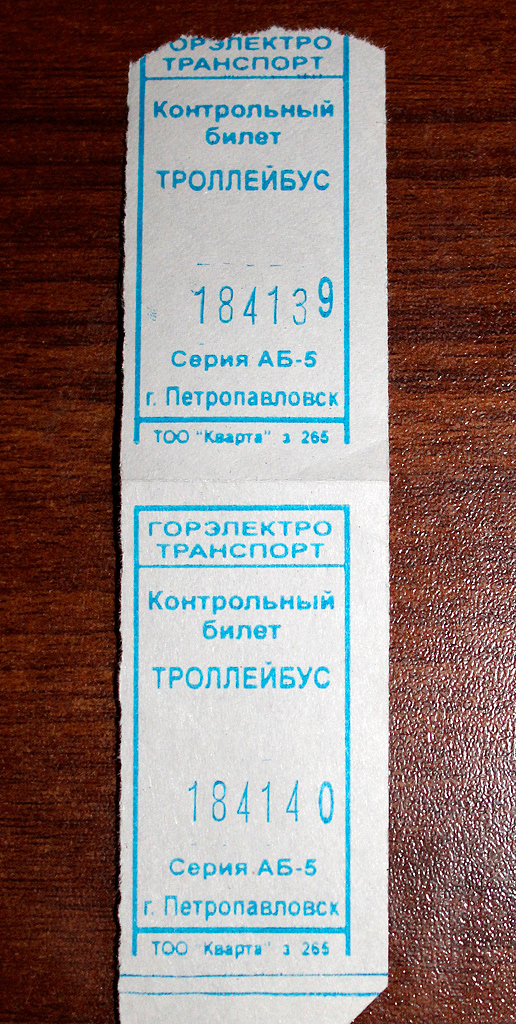 ГОРЭЛЕКТРО
ТРАНСПОРТ
Контрольный
билет
ТРОЛЛЕЙБУС
184139
Серия АБ-5
г. Петропавловск
ТОО "Кварта" з 265
ГОРЭЛЕКТРО
ТРАНСПОРТ
Контрольный
билет
ТРОЛЛЕЙБУС
184140
Серия АБ-5
г. Петропавловск
ТОО Кварта" з 265